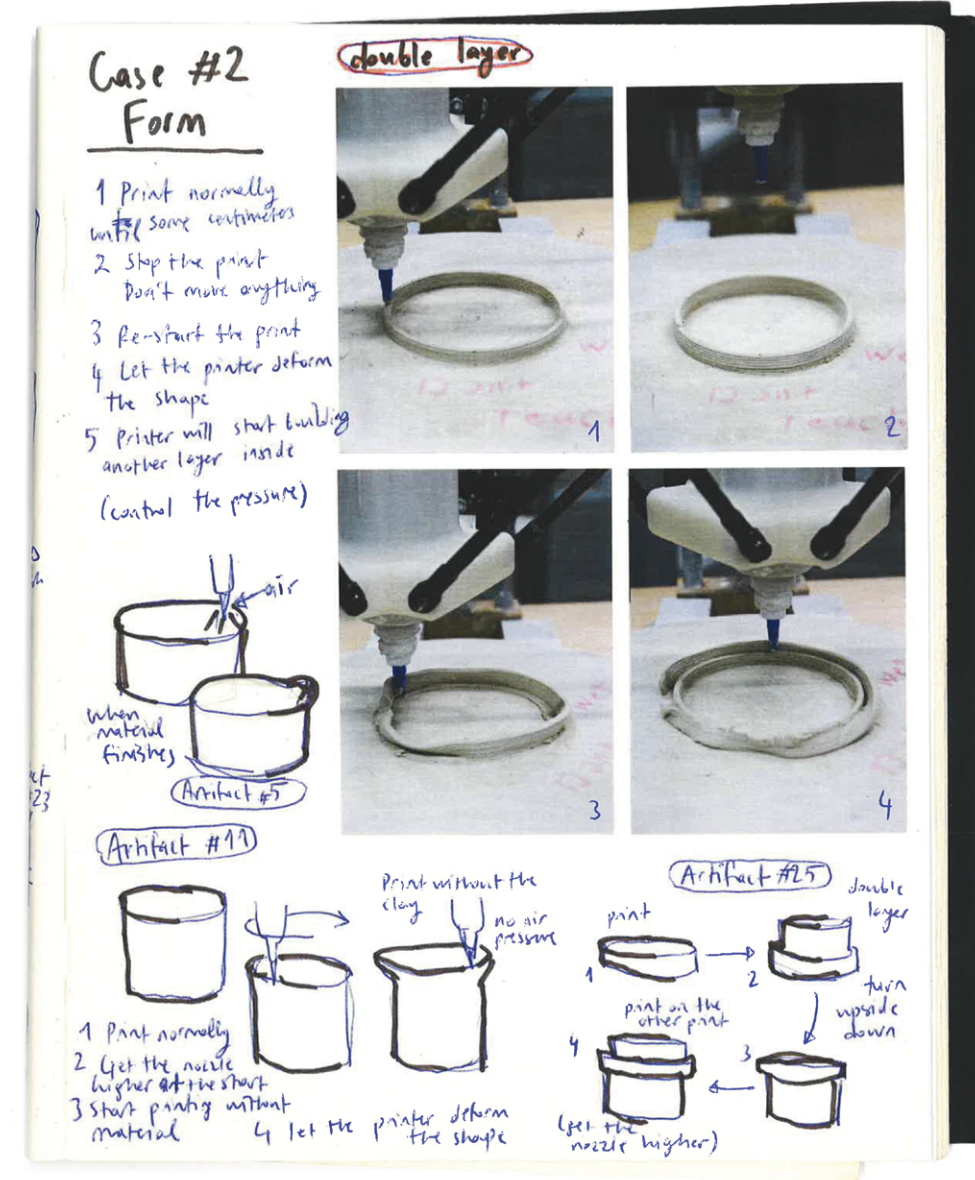 Case #2
Form
double layer
1 Print normally
until some centimeters
2 Stop the print
Don't move anything
3 Re-start the print
4 Let the printer deform
the shape
5 Printer will start building
another layer inside
(control the pressure)
1
2
3
4
air
when
material
finishes
Artifact #5
Artifact #11
1 Print normally
2 Get the nozzle
higher at the start
3 Start printig without
material
4 let the printer deform
the shape
Print without the
clay
no air
pressure
Artifact #25
print
1
double
layer
2
turn
upside
down
3
print on the
other print
4
(get the
nozzle higher)